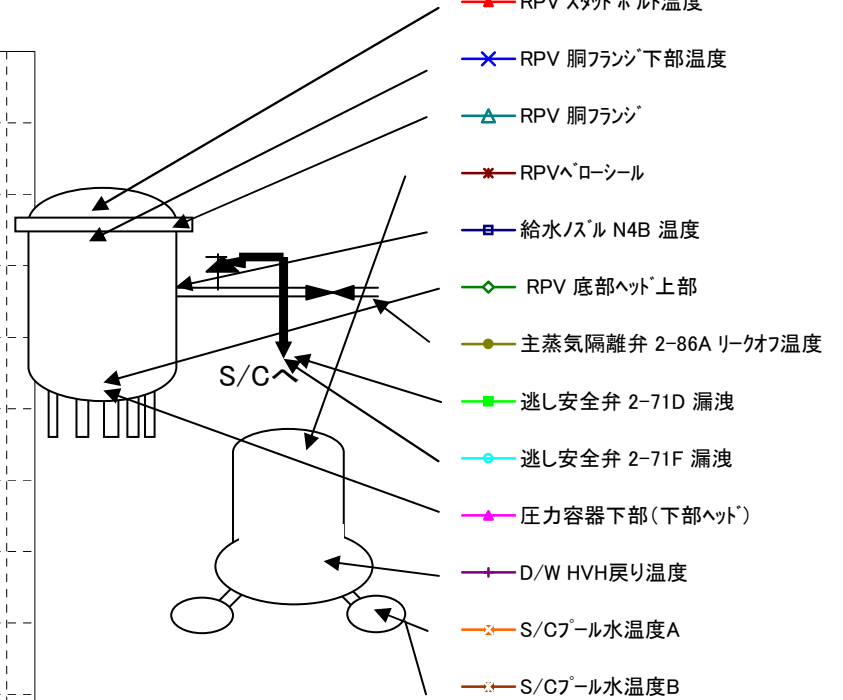 RPV スタッドボルト温度
RPV 胴フランジ下部温度
RPV 胴フランジ
RPVベローシール
給水ノズル N4B 温度
RPV 底部ヘッド上部
主蒸気隔離弁 2-86A リークオフ温度
S/Cへ
逃し安全弁 2-71D 漏洩
逃し安全弁 2-71F 漏洩
圧力容器下部(下部ヘッド)
D/W HVH戻り温度
S/Cプール水温度A
S/Cプール水温度B